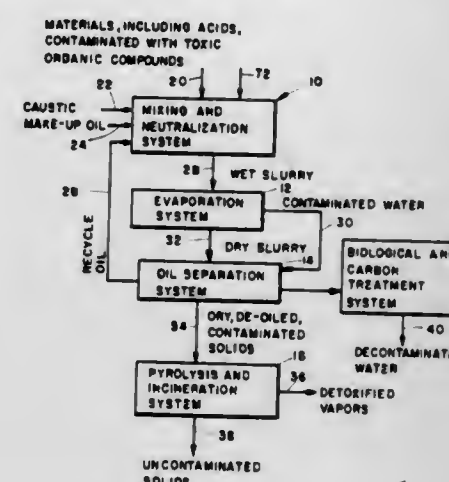 MATERIALS, INCLUDING ACIDS,
CONTAMINATED WITH TOXIC
ORGANIC COMPOUNDS
20
72
10
22
CAUSTIC
MAKE-UP OIL
24
MIXING AND
NEUTRALIZATION
SYSTEM
28
WET SLURRY
12
CONTAMINATED WATER
EVAPORATION
SYSTEM
30
RECYCLE
OIL
32
DRY SLURRY
14
OIL SEPARATION
SYSTEM
BIOLOGICAL AN
CARBON
TREATMENT
SYSTEM
40
DECONTAMINAT
WATER
34
DRY, DE-OILED,
CONTAMINATED
SOLIDS
16
PYROLYSIS AND
INCINERATION
SYSTEM
36
DETOXIFIED
VAPORS
38
UNCONTAMINATED
SOLIDS